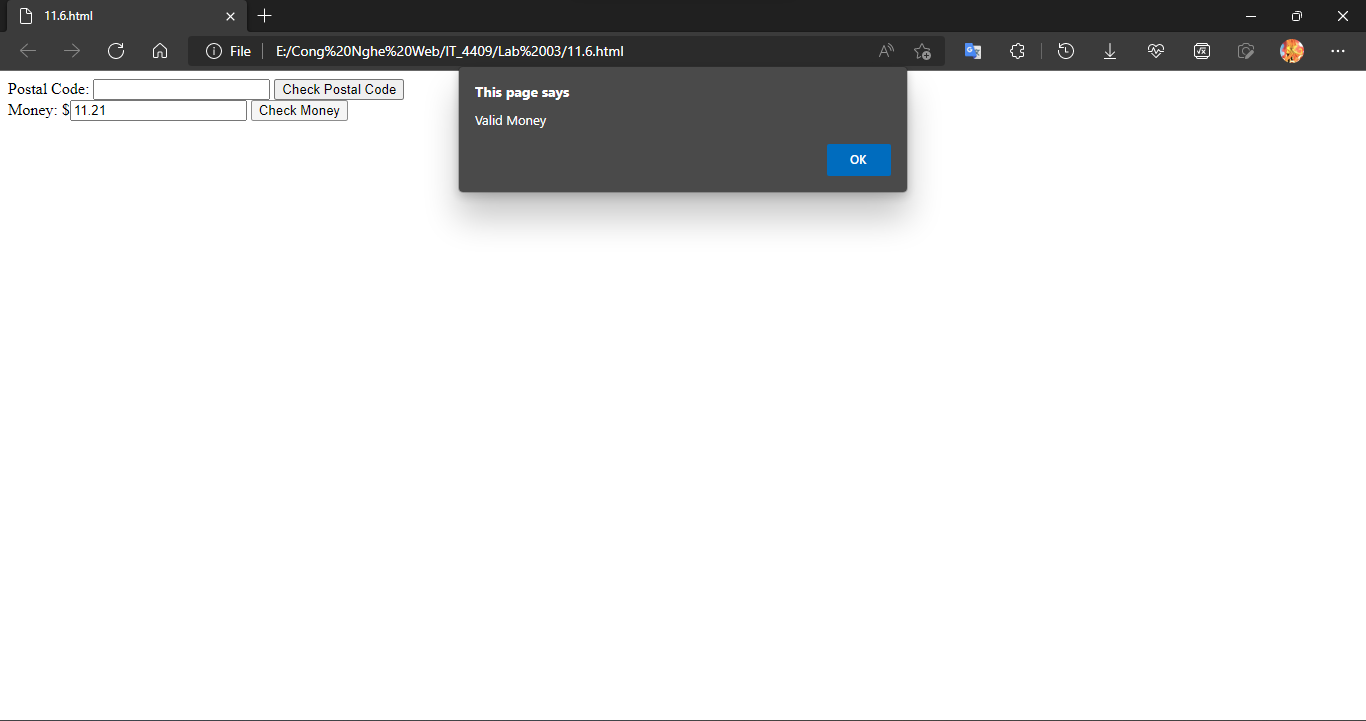 11.6.html
File E:/Cong%20Nghe%20Web/IT_4409/Lab%2003/11.6.html
Postal Code: Check Postal Code
Money: $ 11.21 Check Money
This page says
Valid Money
OK